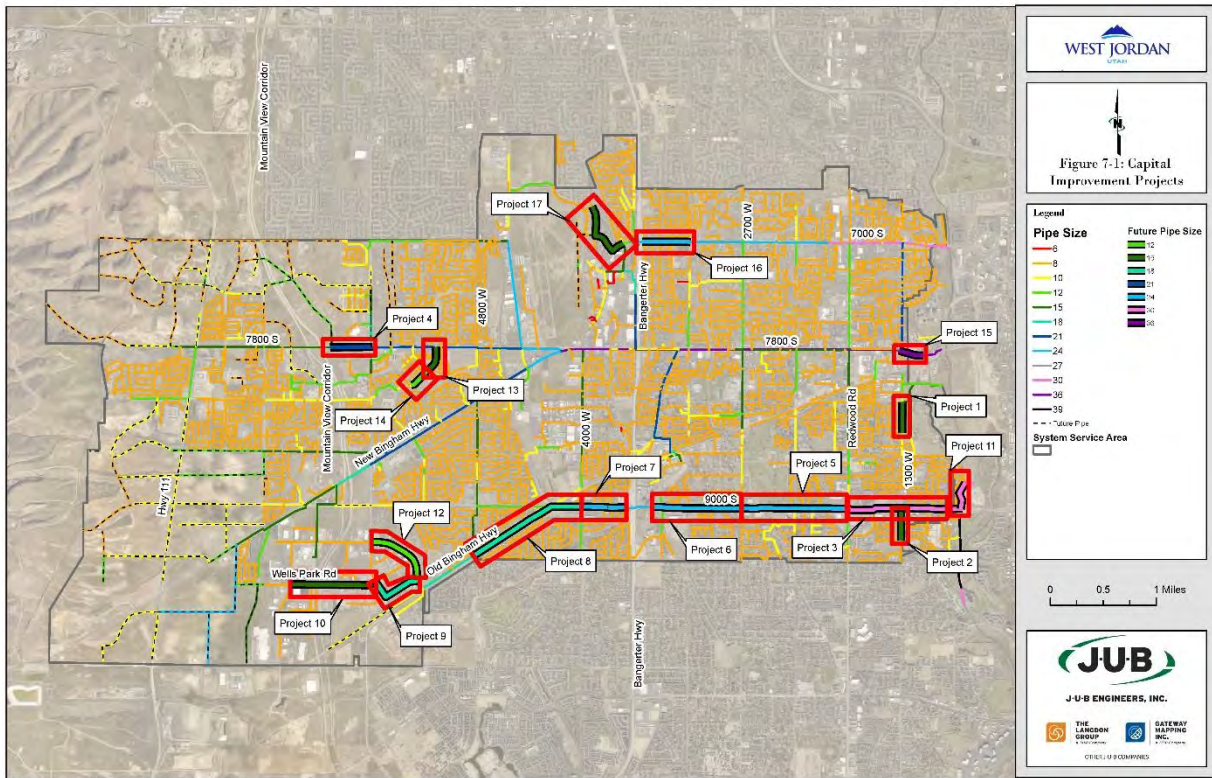 Mountain View Corridor
Project 17
Bangerter Hwy
2700 W
7000 S
Project 16
4800 W
Project 4
7800 S
7800 S
Project 15
Project 13
Project 14
Mountain View Corridor
New Bingham Hwy
4000 W
Redwood Rd
Project 1
1300 W
Project 11
Project 7
Project 5
9000 S
Hwy 111
Project 12
Old Bingham Hwy
Project 8
Project 6
Project 3
Project 2
Wells Park Rd
Project 10
Project 9
Bangerter Hwy
WEST JORDAN
UTAH
N
Figure 7-1: Capital
Improvement Projects
Legend
Pipe Size
6
8
10
12
15
18
21
24
27
30
36
39
Future Pipe
System Service Area
Future Pipe Size
12
18
21
24
0 0.5 1 Miles
J·U·B
J·U·B ENGINEERS, INC.
THE
LANGDON
GROUP
GATEWAY
MAPPING
INC.
OTHER J·U·B COMPANIES